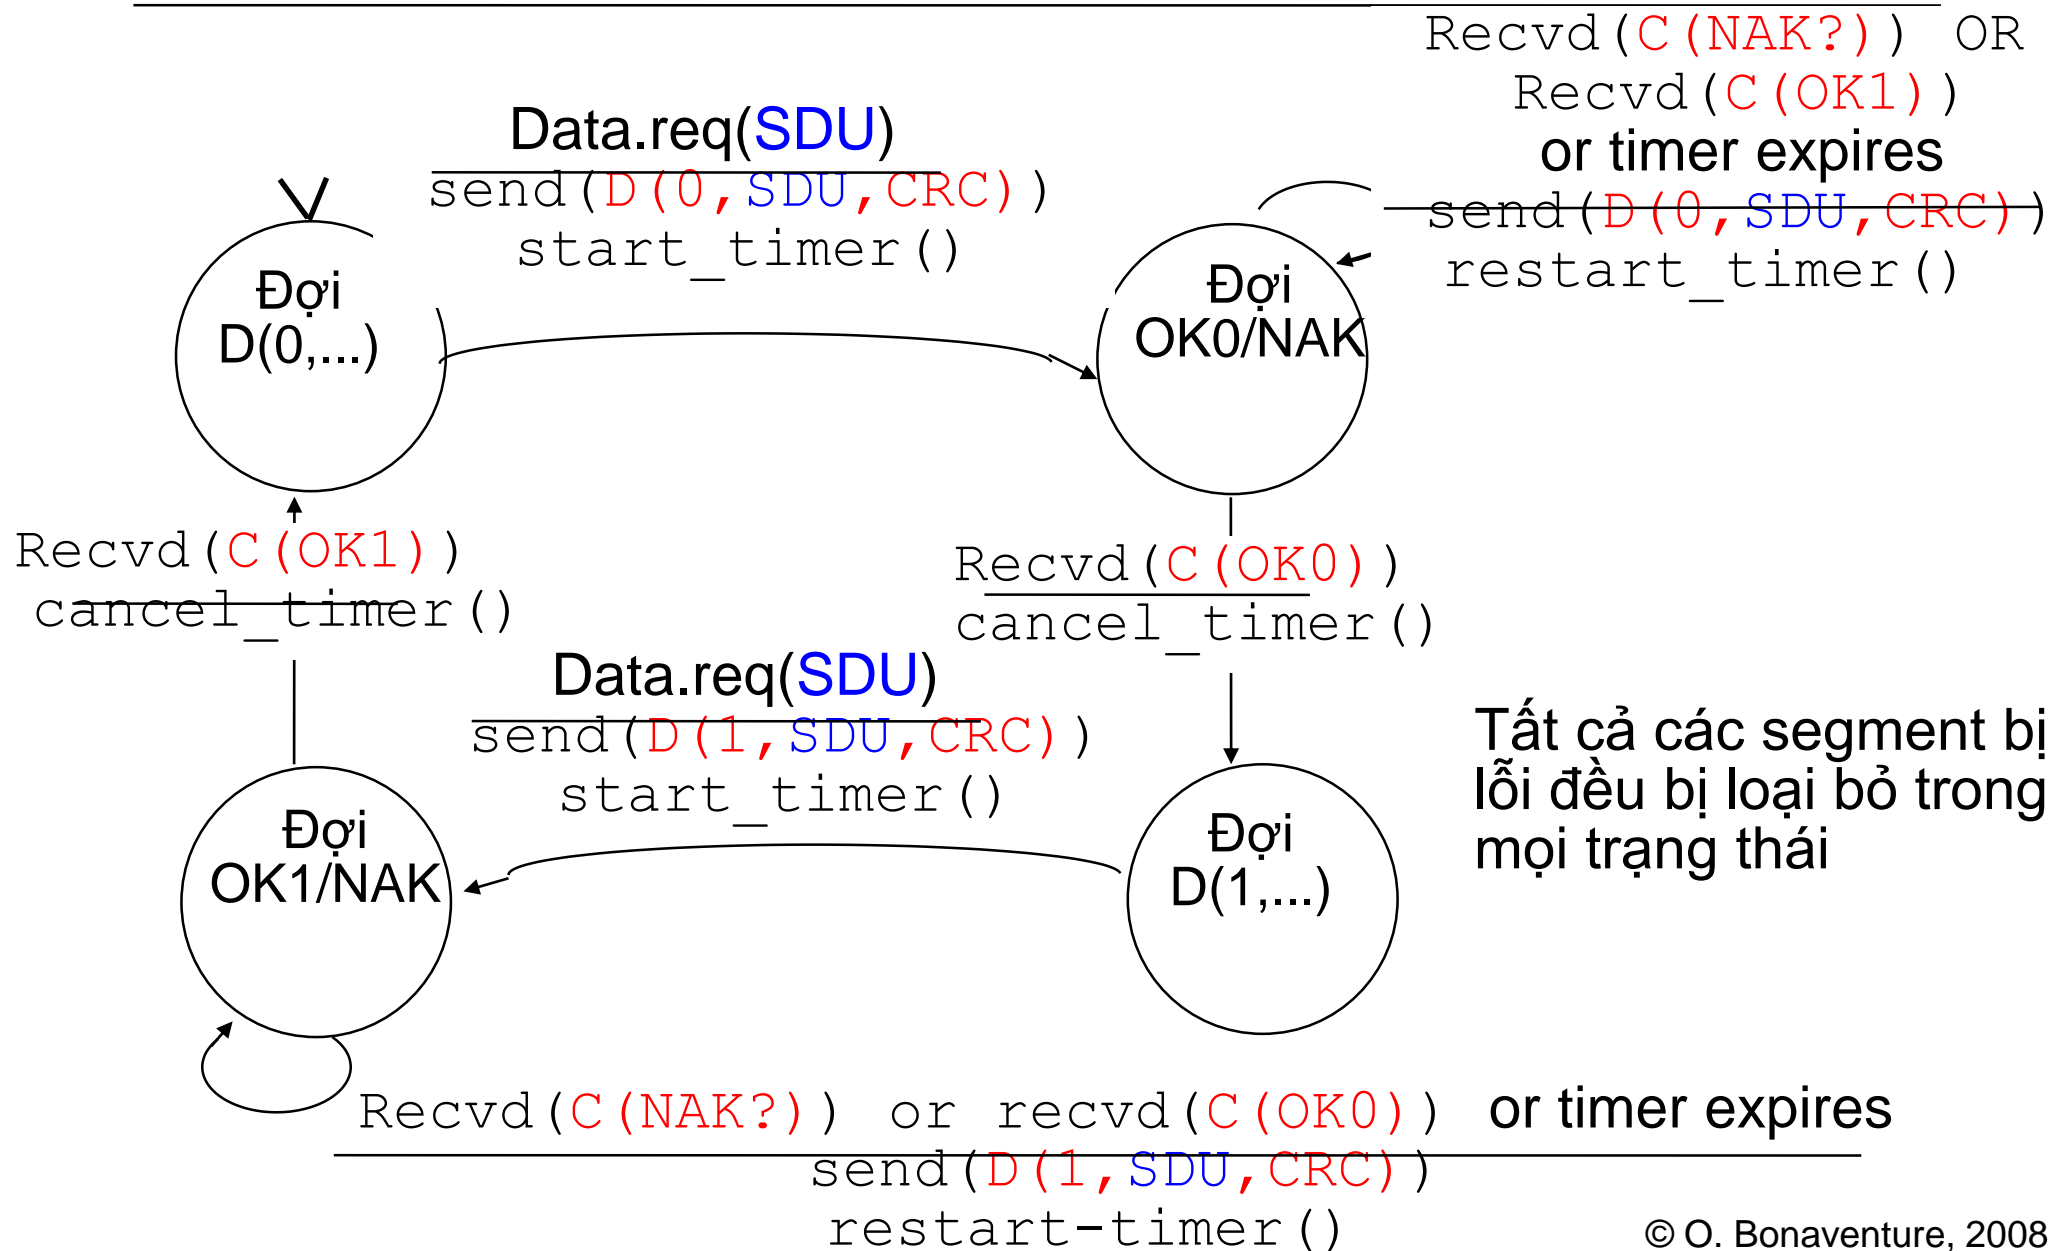 Recvd(C(NAK?)) OR
Recvd(C(OK1))
or timer expires
send(D(0,SDU,CRC))
restart_timer()
Data.req(SDU)
send(D(0,SDU,CRC))
start_timer()
Đợi
D(0,...)
Đợi
OK0/NAK
Recvd(C(OK1))
cancel_timer()
Recvd(C(OK0))
cancel_timer()
Data.req(SDU)
send(D(1,SDU,CRC))
start_timer()
Tất cả các segment bị
lỗi đều bị loại bỏ trong
mọi trạng thái
Đợi
OK1/NAK
Đợi
D(1,...)
Recvd(C(NAK?)) or recvd(C(OK0)) or timer expires
send(D(1,SDU,CRC))
restart-timer()
© O. Bonaventure, 2008